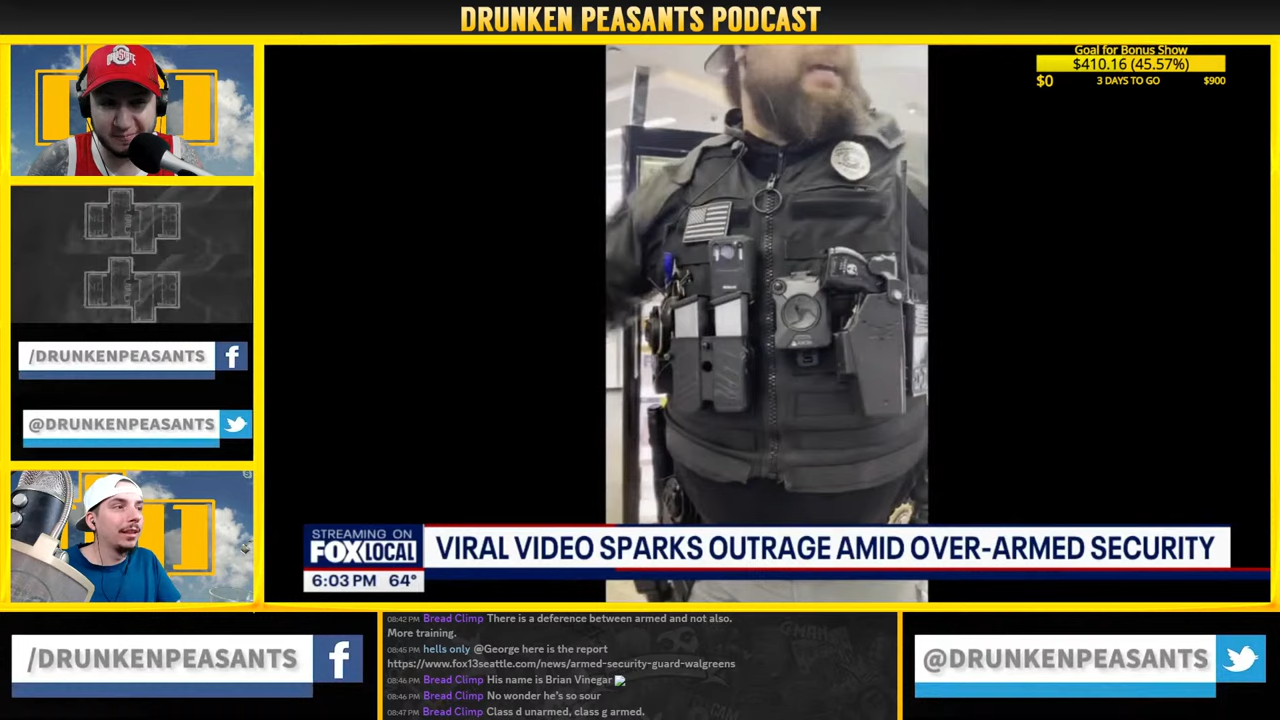 DRUNKEN PEASANTS PODCAST
Goal for Bonus Show
$410.16 (45.57%)
$0
3 DAYS TO GO
$900
/DRUNKENPEASANTS
@DRUNKENPEASANTS
STREAMING ON
FOX LOCAL
6:03 PM 64°
VIRAL VIDEO SPARKS OUTRAGE AMID OVER-ARMED SECURITY
/DRUNKENPEASANTS
08:42 PM Bread Climp There is a deference between armed and not also.
More training.
08:45 PM hells only @George here is the report
https://www.fox13seattle.com/news/armed-security-guard-walgreens
08:46 PM Bread Climp His name is Brian Vinegar
08:46 PM Bread Climp No wonder he's so sour
08:47 PM Bread Climp Class d unarmed, class g armed.
@DRUNKENPEASANTS